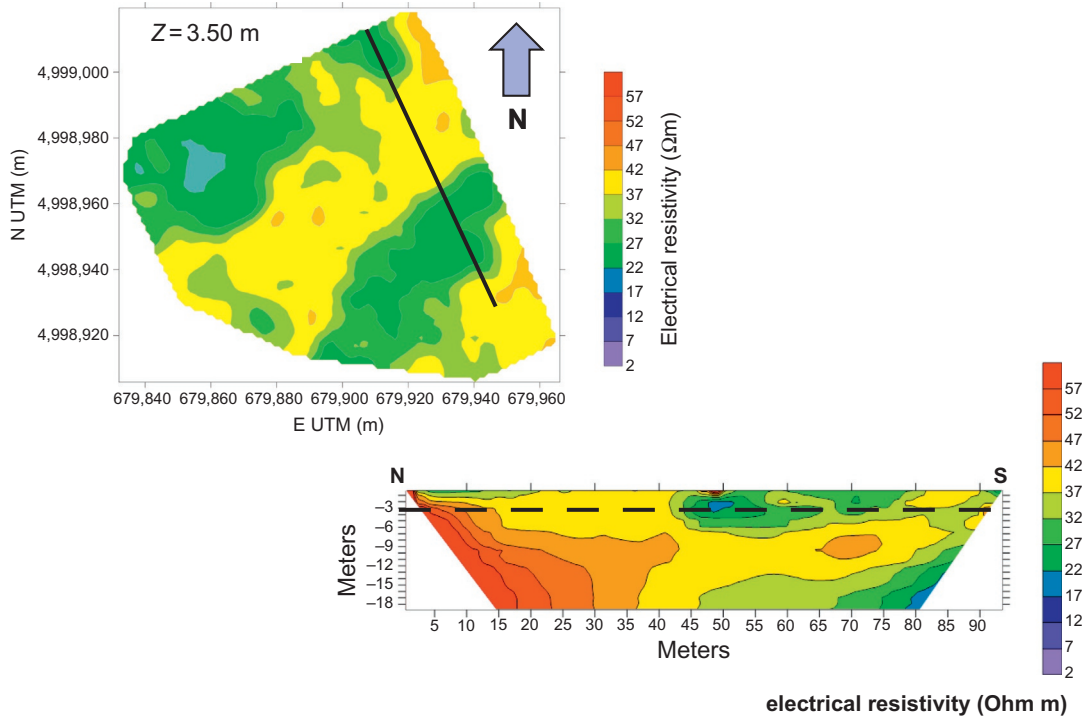 Z = 3.50 m
N
N UTM (m)
4,999,000
4,998,980
4,998,960
4,998,940
4,998,920
679,840 679,860 679,880 679,900 679,920 679,940 679,960
E UTM (m)
57
52
47
42
37
32
27
22
17
12
7
2
Electrical resistivity (Ωm)
N
S
Meters
−3
−6
−9
−12
−15
−18
5 10 15 20 25 30 35 40 45 50 55 60 65 70 75 80 85 90
Meters
57
52
47
42
37
32
27
22
17
12
7
2
electrical resistivity (Ohm m)